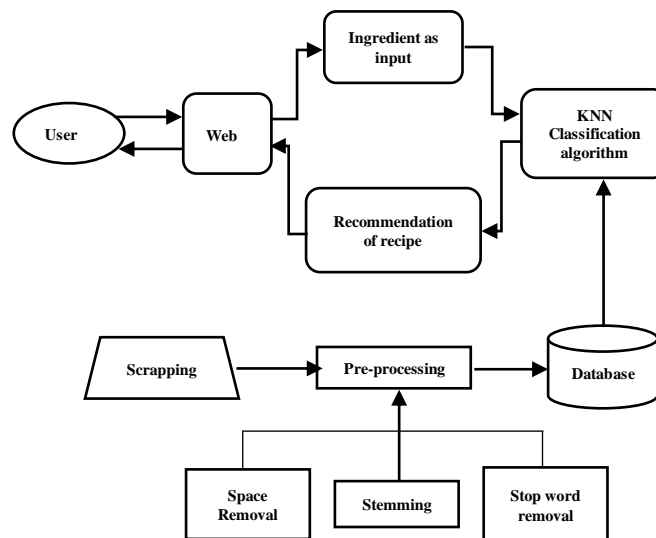 Ingredient as
input
User
Web
KNN
Classification
algorithm
Recommendation
of recipe
Scrapping
Pre-processing
Database
Space
Removal
Stemming
Stop word
removal